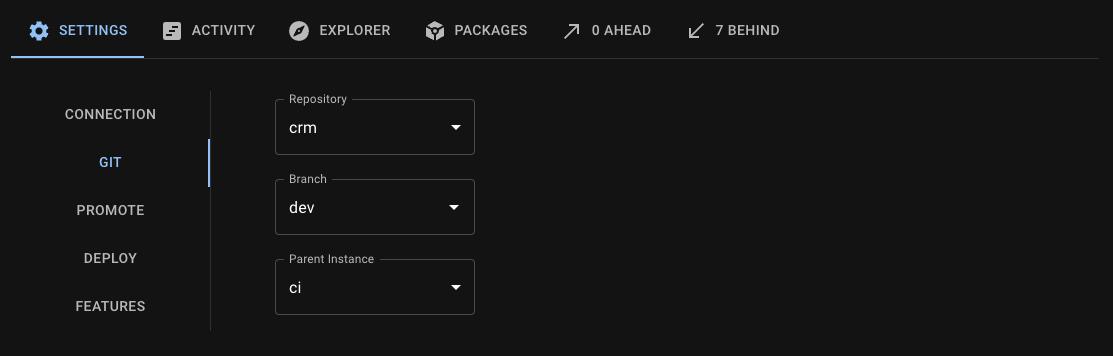 SETTINGS ACTIVITY EXPLORER PACKAGES 0 AHEAD 7 BEHIND
CONNECTION
GIT
PROMOTE
DEPLOY
FEATURES
Repository
crm
Branch
dev
Parent Instance
ci